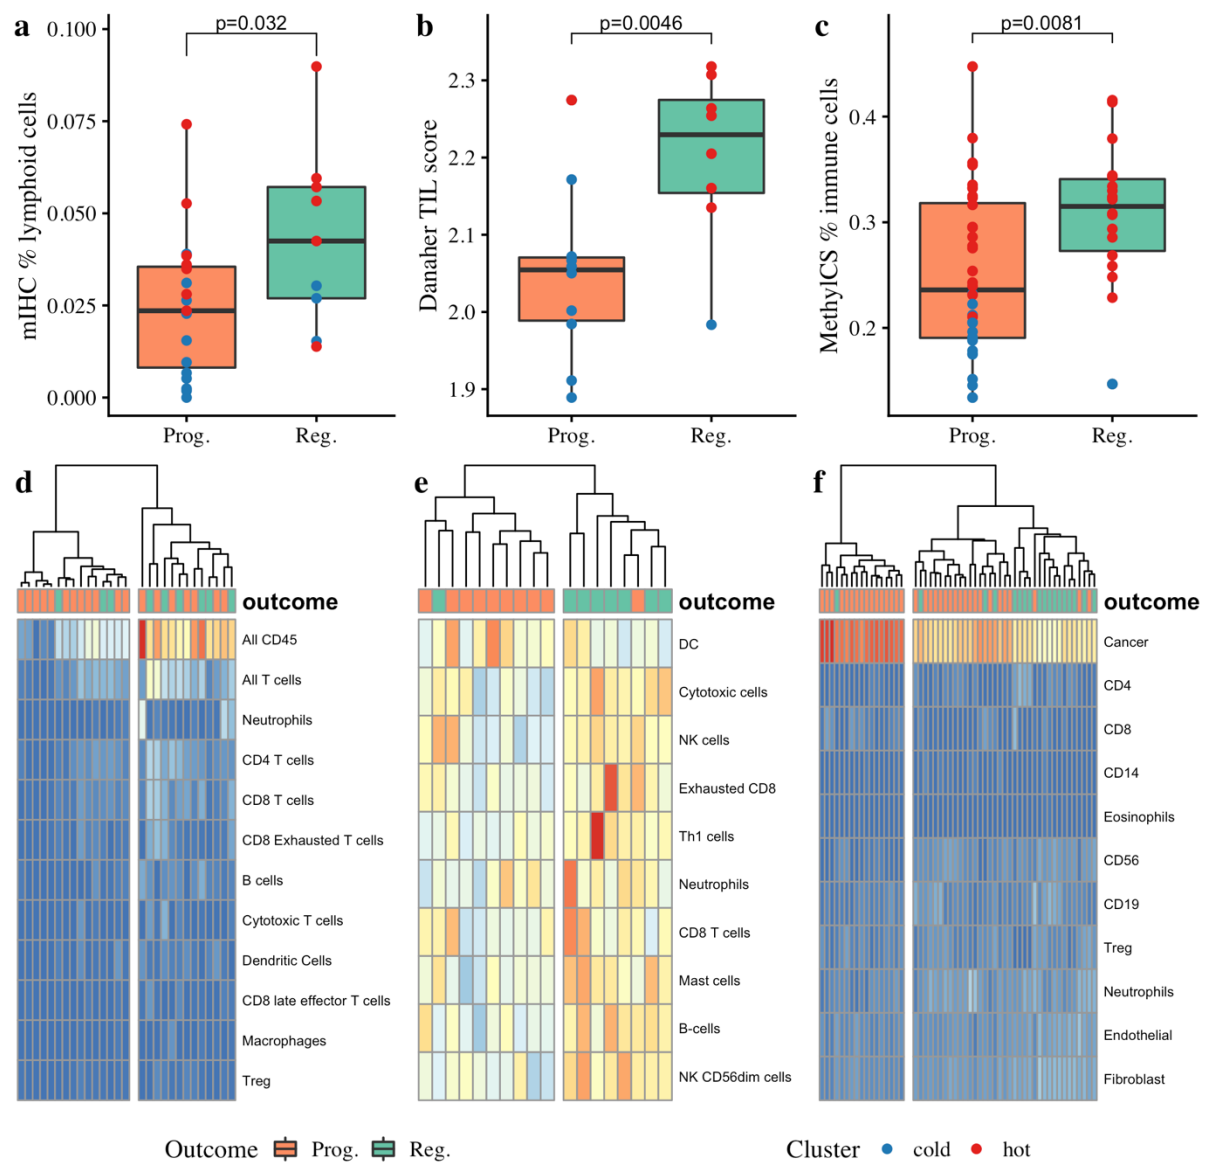 a
mIHC % lymphoid cells
0.100
0.075
0.050
0.025
0.000
p=0.032
Prog. Reg.
b
Danaher TIL score
2.3
2.2
2.1
2.0
1.9
p=0.0046
Prog. Reg.
c
MethylCS % immune cells
0.4
0.3
0.2
p=0.0081
Prog. Reg.
d
outcome
All CD45
All T cells
Neutrophils
CD4 T cells
CD8 T cells
CD8 Exhausted T cells
B cells
Cytotoxic T cells
Dendritic Cells
CD8 late effector T cells
Macrophages
Treg
e
outcome
DC
Cytotoxic cells
NK cells
Exhausted CD8
Th1 cells
Neutrophils
CD8 T cells
Mast cells
B-cells
NK CD56dim cells
f
outcome
Cancer
CD4
CD8
CD14
Eosinophils
CD56
CD19
Treg
Neutrophils
Endothelial
Fibroblast
Outcome Prog. Reg.
Cluster cold hot